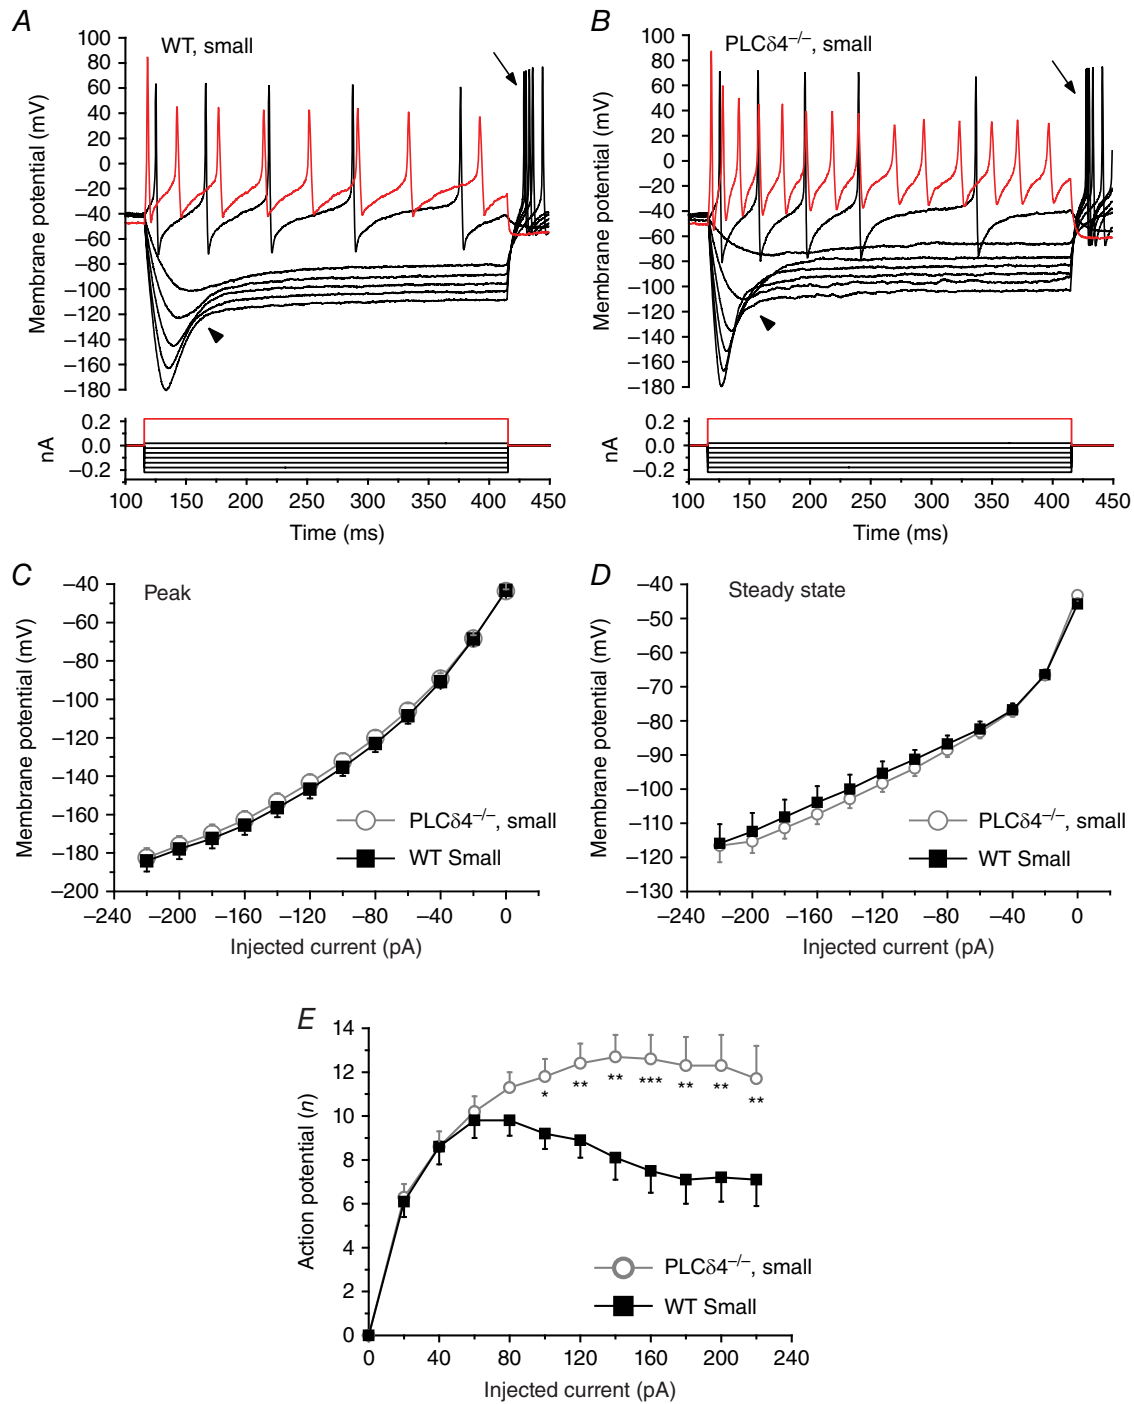 A
WT, small
Membrane potential (mV)
100
80
60
40
20
0
–20
–40
–60
–80
–100
–120
–140
–160
–180
nA
0.2
0.0
–0.2
100 150 200 250 300 350 400 450
Time (ms)
B
PLCδ4–/–, small
Membrane potential (mV)
100
80
60
40
20
0
–20
–40
–60
–80
–100
–120
–140
–160
–180
nA
0.2
0.0
–0.2
100 150 200 250 300 350 400 450
Time (ms)
C
Peak
Membrane potential (mV)
–40
–60
–80
–100
–120
–140
–160
–180
–200
PLCδ4–/–, small
WT Small
–240 –200 –160 –120 –80 –40 0
Injected current (pA)
D
Steady state
Membrane potential (mV)
–40
–50
–60
–70
–80
–90
–100
–110
–120
–130
PLCδ4–/–, small
WT Small
–240 –200 –160 –120 –80 –40 0
Injected current (pA)
E
Action potential (n)
14
12
10
8
6
4
2
0
* ** ** *** ** ** **
PLCδ4–/–, small
WT Small
0 40 80 120 160 200 240
Injected current (pA)